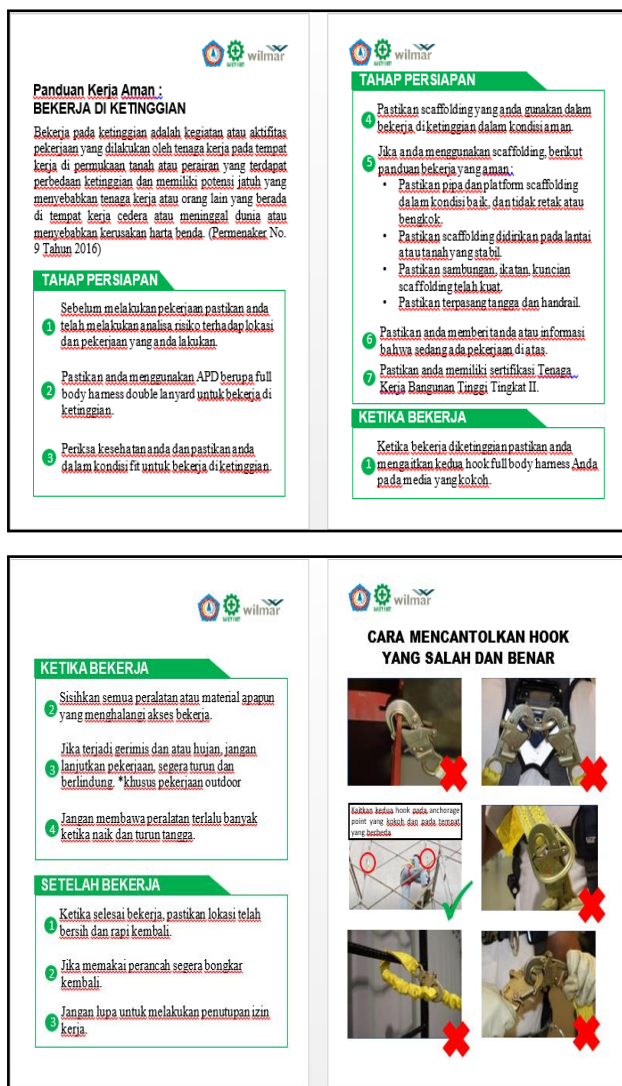 wilmar
Panduan Kerja Aman :
BEKERJA DI KETINGGIAN
Bekerja pada ketinggian adalah kegiatan atau aktifitas
pekerjaan yang dilakukan oleh tenaga kerja pada tempat
kerja di permukaan tanah atau perairan yang terdapat
perbedaan ketinggian dan memiliki potensi jatuh yang
menyebabkan tenaga kerja atau orang lain yang berada
di tempat kerja cedera atau meninggal dunia atau
menyebabkan kerusakan harta benda. (Permenaker No.
9 Tahun 2016)
TAHAP PERSIAPAN
1 Sebelum melakukan pekerjaan pastikan anda
telah melakukan analisa risiko terhadap lokasi
dan pekerjaan yang anda lakukan.
2 Pastikan anda menggunakan APD berupa full
body harness double lanyard untuk bekerja di
ketinggian.
3 Periksa kesehatan anda dan pastikan anda
dalam kondisi fit untuk bekerja di ketinggian.
wilmar
TAHAP PERSIAPAN
4 Pastikan scaffolding yang anda gunakan dalam
bekerja di ketinggian dalam kondisi aman.
5 Jika anda menggunakan scaffolding, berikut
panduan bekerja yang aman :
• Pastikan pipa dan platform scaffolding
dalam kondisi baik, dan tidak retak atau
bengkok.
• Pastikan scaffolding didirikan pada lantai
atau tanah yang stabil.
• Pastikan sambungan, ikatan, kuncian
scaffolding telah kuat.
• Pastikan terpasang tangga dan handrail.
6 Pastikan anda memberi tanda atau informasi
bahwa sedang ada pekerjaan di atas.
7 Pastikan anda memiliki sertifikasi Tenaga
Kerja Bangunan Tinggi Tingkat II.
KETIKA BEKERJA
1 Ketika bekerja diketinggian pastikan anda
mengaitkan kedua hook full body harness Anda
pada media yang kokoh.
wilmar
KETIKA BEKERJA
2 Sisihkan semua peralatan atau material apapun
yang menghalangi akses bekerja.
3 Jika terjadi gerimis dan atau hujan, jangan
lanjutkan pekerjaan, segera turun dan
berlindung. *khusus pekerjaan outdoor
4 Jangan membawa peralatan terlalu banyak
ketika naik dan turun tangga.
SETELAH BEKERJA
1 Ketika selesai bekerja, pastikan lokasi telah
bersih dan rapi kembali.
2 Jika memakai perancah segera bongkar
kembali.
3 Jangan lupa untuk melakukan penutupan izin
kerja.
wilmar
CARA MENCANTOLKAN HOOK
YANG SALAH DAN BENAR
Kaitkan kedua hook pada anchorage
point yang kokoh dan pada tempat
yang berbeda